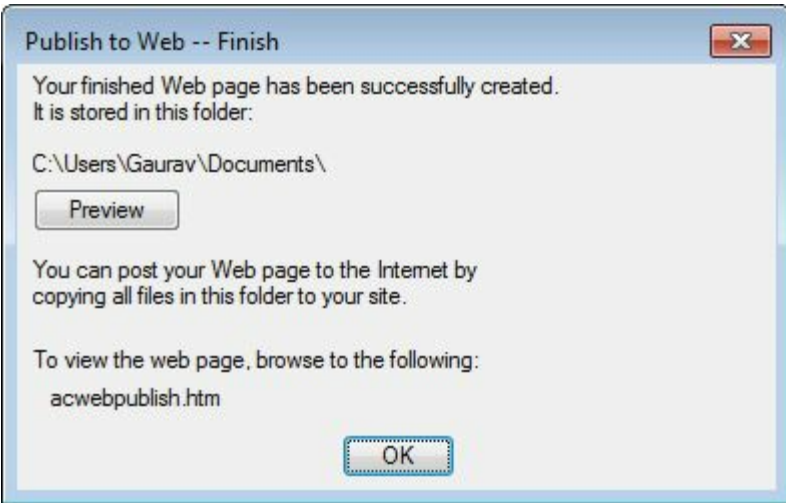 Publish to Web -- Finish
Your finished Web page has been successfully created.
It is stored in this folder:
C:\Users\Gaurav\Documents\
Preview
You can post your Web page to the Internet by
copying all files in this folder to your site.
To view the web page, browse to the following:
acwebpublish.htm
OK